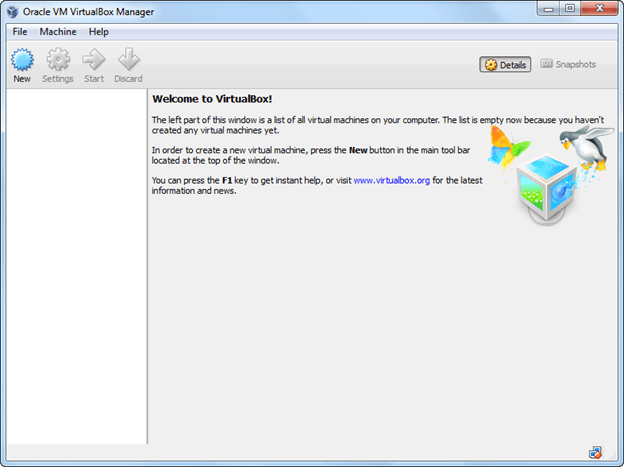 Oracle VM VirtualBox Manager
File Machine Help
New Settings Start Discard Details Snapshots
Welcome to VirtualBox!
The left part of this window is a list of all virtual machines on your computer. The list is empty now because you haven't
created any virtual machines yet.
In order to create a new virtual machine, press the New button in the main tool bar
located at the top of the window.
You can press the F1 key to get instant help, or visit www.virtualbox.org for the latest
information and news.